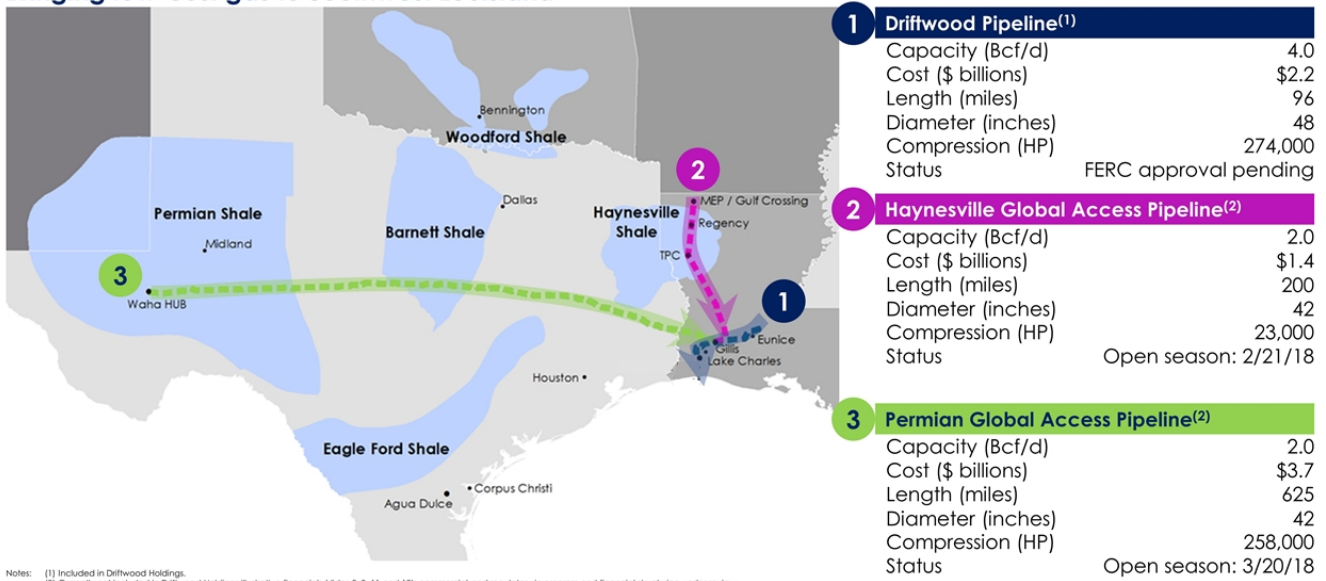 Bennington
Woodford Shale
Permian Shale
Midland
3
Waha HUB
Barnett Shale
Dallas
Haynesville
Shale
2
MEP / Gulf Crossing
Regency
TPC
1
Eunice
Gillis
Lake Charles
Houston
Eagle Ford Shale
Agua Dulce
Corpus Christi
1 Driftwood Pipeline(1)
Capacity (Bcf/d) 4.0
Cost ($ billions) $2.2
Length (miles) 96
Diameter (inches) 48
Compression (HP) 274,000
Status FERC approval pending
2 Haynesville Global Access Pipeline(2)
Capacity (Bcf/d) 2.0
Cost ($ billions) $1.4
Length (miles) 200
Diameter (inches) 42
Compression (HP) 23,000
Status Open season: 2/21/18
3 Permian Global Access Pipeline(2)
Capacity (Bcf/d) 2.0
Cost ($ billions) $3.7
Length (miles) 625
Diameter (inches) 42
Compression (HP) 258,000
Status Open season: 3/20/18
Notes: (1) Included in Driftwood Holdings.